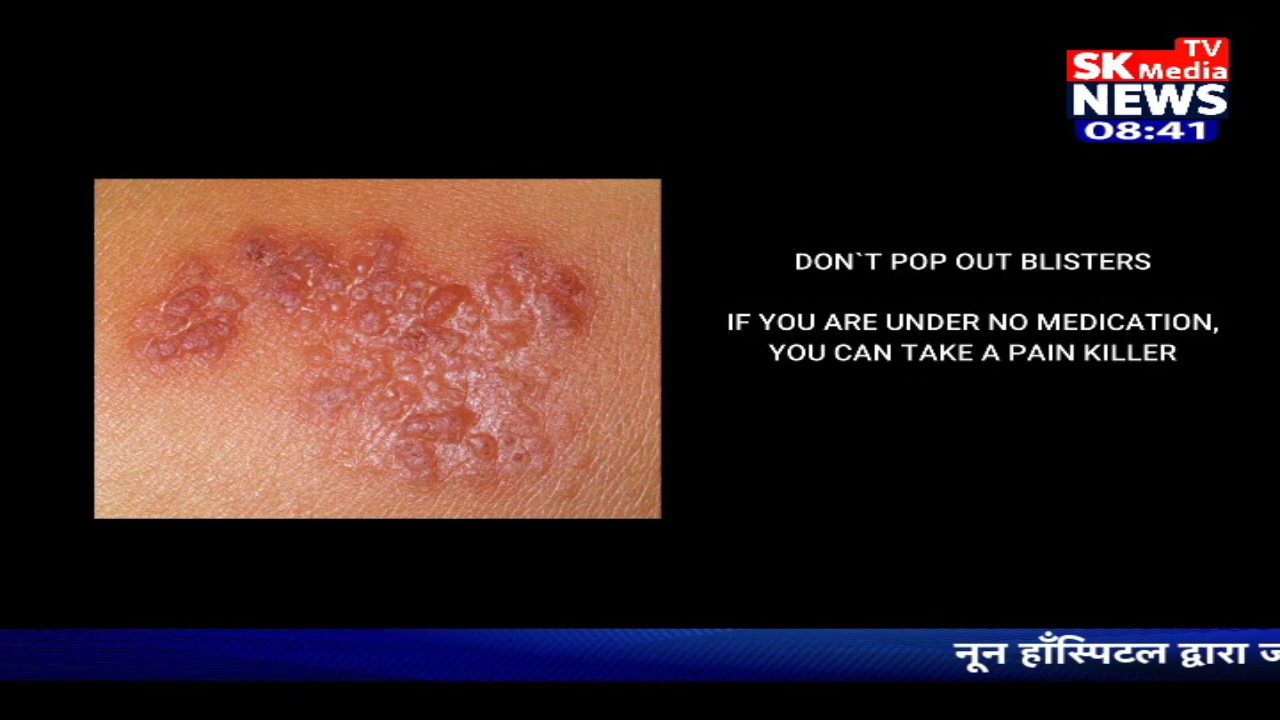 TV
SK Media
NEWS
08:41
DON`T POP OUT BLISTERS
IF YOU ARE UNDER NO MEDICATION,
YOU CAN TAKE A PAIN KILLER
नून हाँस्पिटल द्वारा